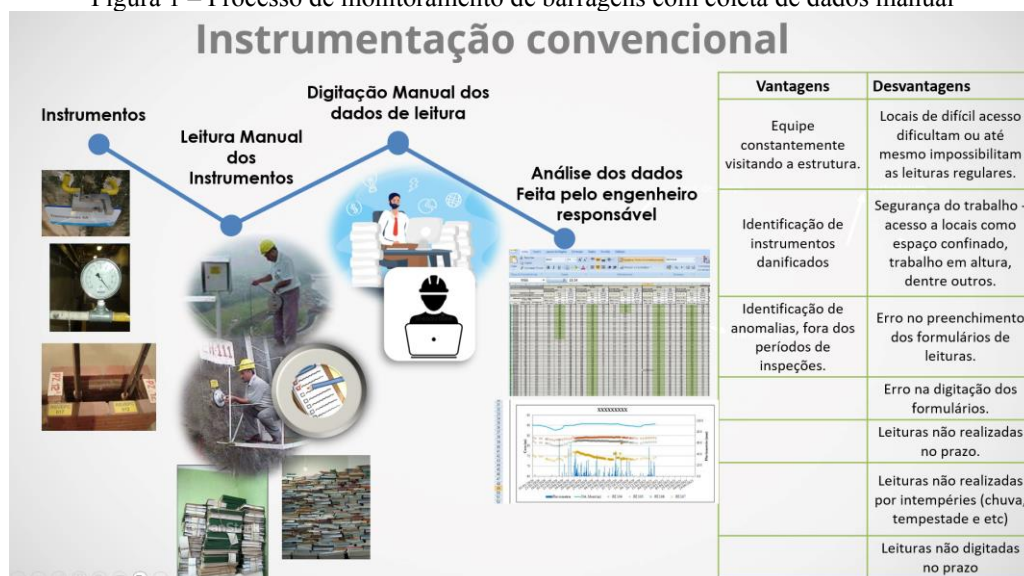 Figura 1 – Processo de monitoramento de barragens com coleta de dados manual
Instrumentação convencional
Instrumentos
Leitura Manual
dos
Instrumentos
Digitação Manual dos
dados de leitura
Análise dos dados
Feita pelo engenheiro
responsável
Vantagens
Desvantagens
Equipe
constantemente
visitando a estrutura.
Locais de difícil acesso
dificultam ou até
mesmo impossibilitam
as leituras regulares.
Identificação de
instrumentos
danificados
Segurança do trabalho -
acesso a locais como
espaço confinado,
trabalho em altura,
dentre outros.
Identificação de
anomalias, fora dos
períodos de
inspeções.
Erro no preenchimento
dos formulários de
leituras.
Erro na digitação dos
formulários.
Leituras não realizadas
no prazo.
Leituras não realizadas
por intempéries (chuva,
tempestade e etc)
Leituras não digitadas
no prazo
XXXXXXXXX